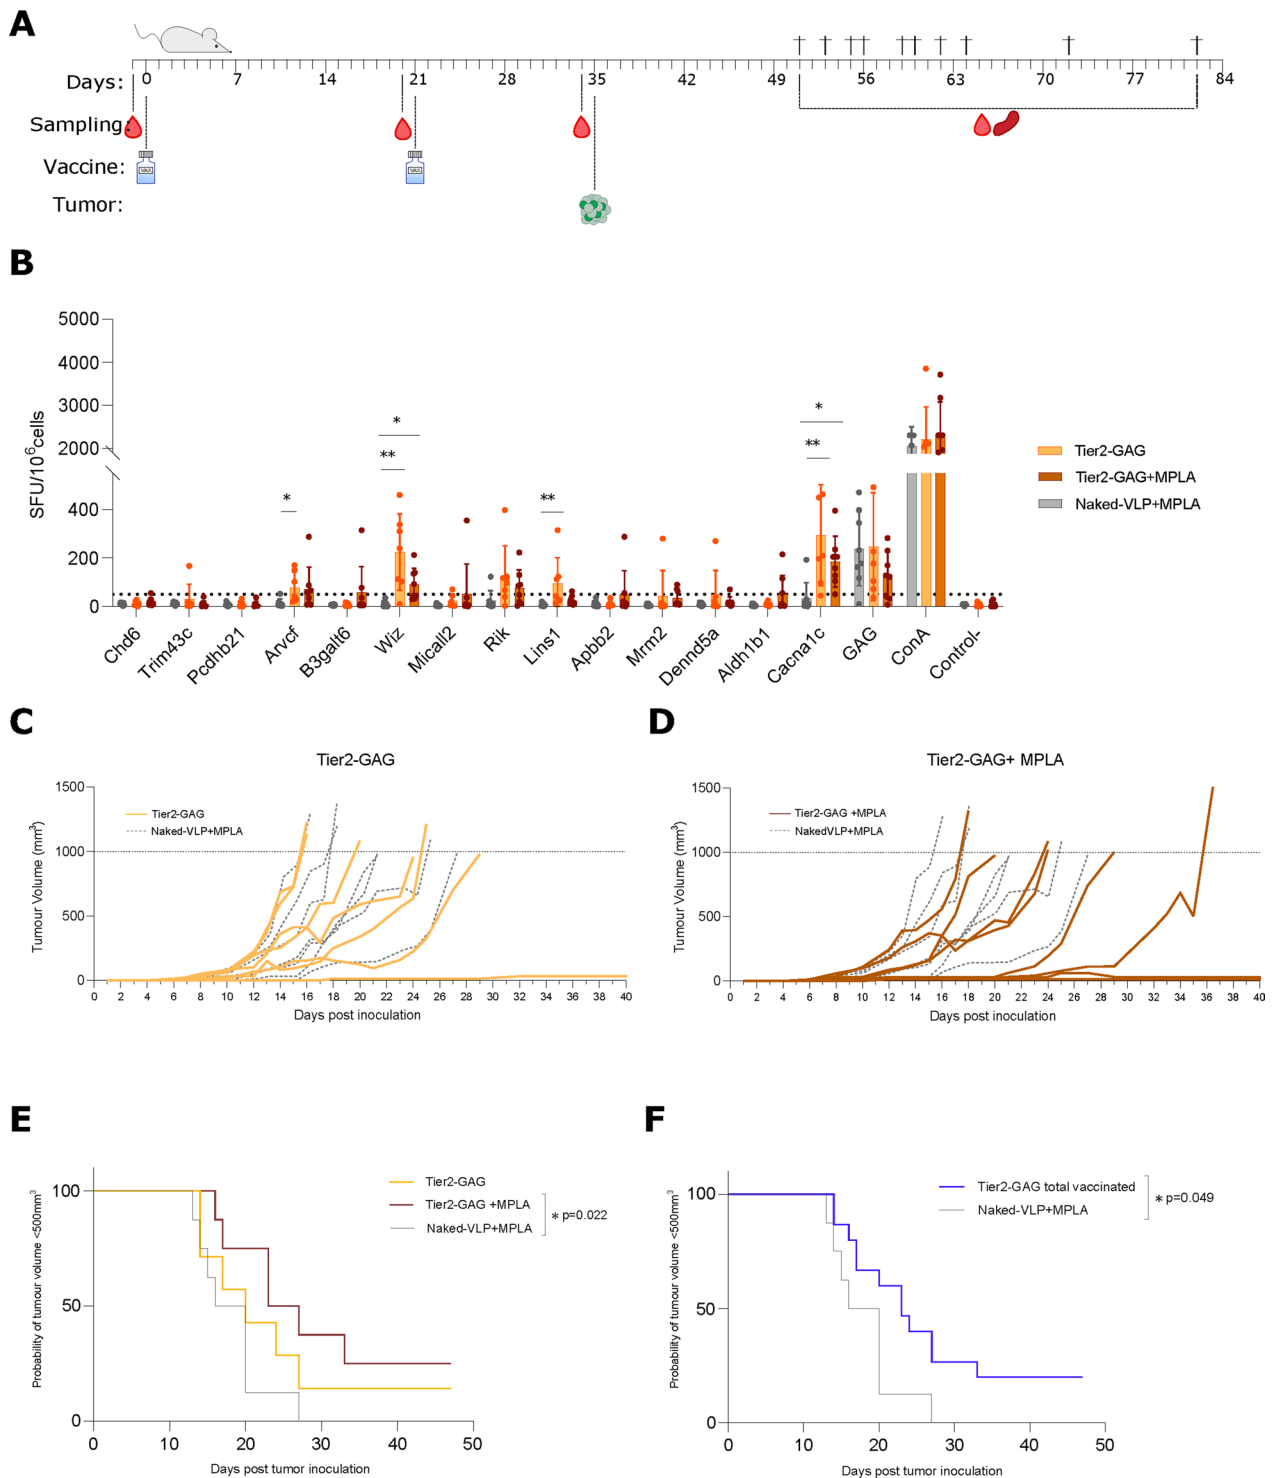 A
Days: 0 7 14 21 28 35 42 49 56 63 70 77 84
Sampling:
Vaccine:
VAX VAX
Tumor:
B
SFU/10⁶cells
5000
4000
3000
2000
400
200
0
* ** * ** ** * **
Chd6 Trim43c Pcdhb21 Arvcf B3galt6 Wiz Micall2 Rik Lins1 Apbb2 Mrm2 Dennd5a Aldh1b1 Cacna1c GAG ConA Control-
Tier2-GAG
Tier2-GAG+MPLA
Naked-VLP+MPLA
C
Tier2-GAG
Tumour Volume (mm³)
1500
1000
500
0
Tier2-GAG
Naked-VLP+MPLA
0 2 4 6 8 10 12 14 16 18 20 22 24 26 28 30 32 34 36 38 40
Days post inoculation
D
Tier2-GAG+ MPLA
Tumour Volume (mm³)
1500
1000
500
0
Tier2-GAG +MPLA
NakedVLP+MPLA
0 2 4 6 8 10 12 14 16 18 20 22 24 26 28 30 32 34 36 38 40
Days post inoculation
E
Probability of tumour volume <500mm³
100
50
0
Tier2-GAG
Tier2-GAG +MPLA
Naked-VLP+MPLA
* p=0.022
0 10 20 30 40 50
Days post tumor inoculation
F
Probability of tumour volume <500mm³
100
50
0
Tier2-GAG total vaccinated
Naked-VLP+MPLA
* p=0.049
0 10 20 30 40 50
Days post tumor inoculation